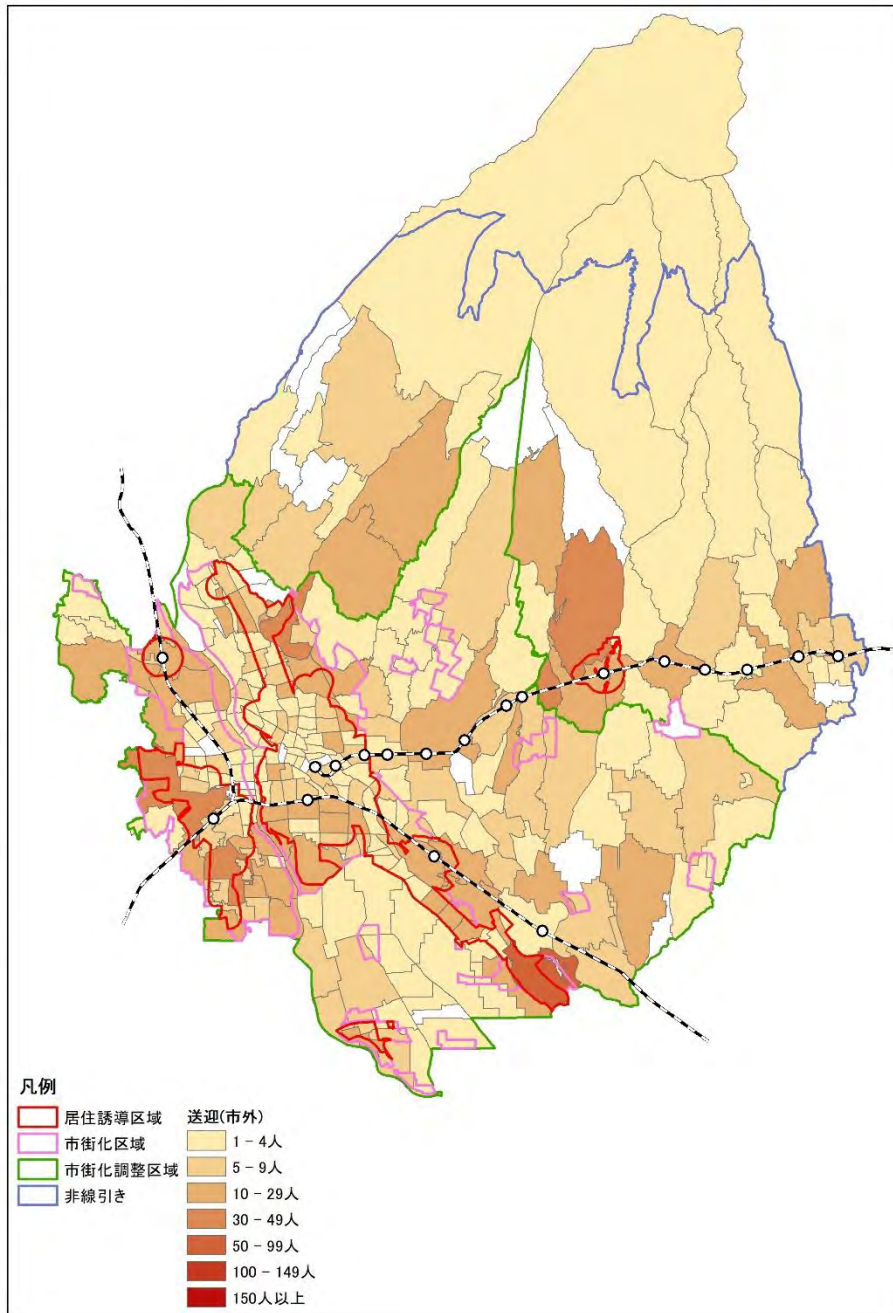 凡例
居住誘導区域
市街化区域
市街化調整区域
非線引き
送迎(市外)
1 - 4人
5 - 9人
10 - 29人
30 - 49人
50 - 99人
100 - 149人
150人以上